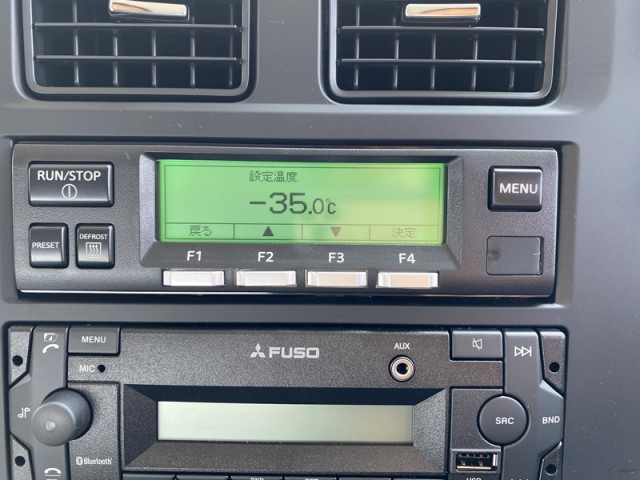 RUN/STOP
設定温度
-35.0℃
MENU
PRESET
DEFROST
戻る ▲ ▼ 決定
F1 F2 F3 F4
MENU
FUSO
AUX
MIC
SRC
BND
Bluetooth
USB